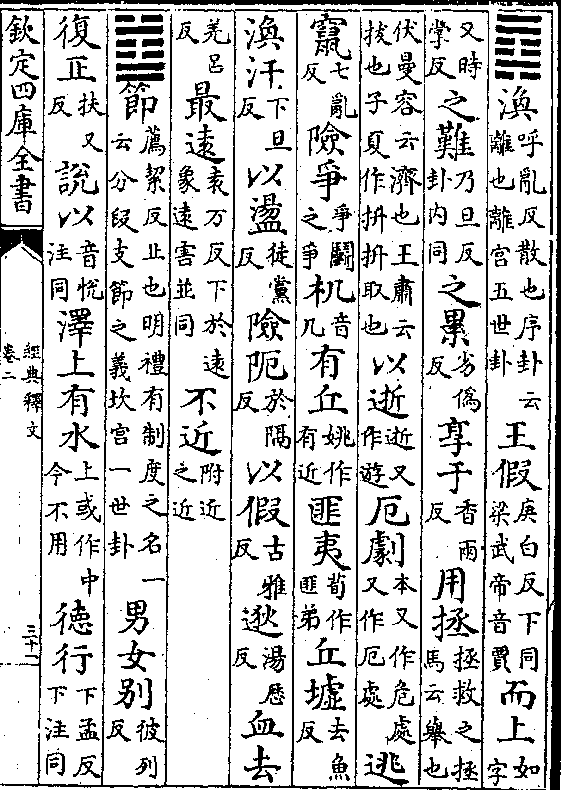 ䷺渙呼亂反散也序卦云離也離宫五世卦王假庚白反下同梁武帝音賈而上如字
又時掌反之難乃旦反卦内同之累劣偽反享于香兩反用拯拯救之拯馬云舉也
伏曼容云濟也王肅云拔也子夏作抍抍取也以逝逝又作遊厄劇本又作危處又作厄處逃
竄七亂反險爭爭鬭之爭机音几有丘姚作有近匪夷荀作匪弟丘墟去魚反
渙汗下旦反以盪徒黨反險阨於隔反以假古雅反逖湯歷反血去
羌呂反最遠袁万反下於遠象遠害並同不近附近之近
䷻節薦絜反止也明禮有制度之名一云分段支節之義坎宫一世卦男女别彼列反
復正扶又反說以音恱注同澤上有水上或作中今不用徳行下孟反下注同
欽定四庫全書
經典釋文
卷二
三十一